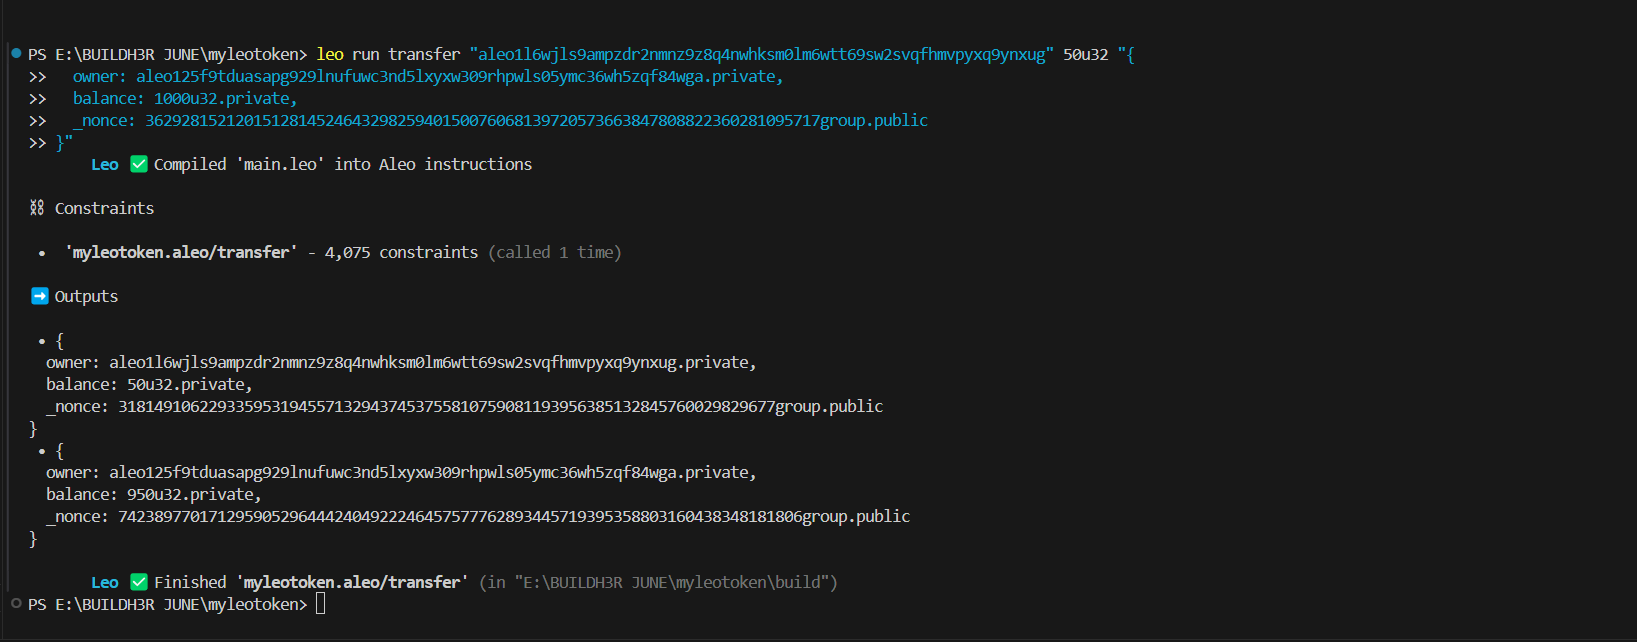 PS E:\BUILDH3R JUNE\myleotoken> leo run transfer "aleo1l6wjls9ampzdr2nmnz9z8q4nwhksm0lm6wtt69sw2svqfhmvpyxq9ynxug" 50u32 "{
>>   owner: aleo125f9tduasapg929lnufuwc3nd5lxyxw309rhpwls05ymc36wh5zqf84wga.private,
>>   balance: 1000u32.private,
>>   _nonce: 3629281521201512814524643298259401500760681397205736638478088223602810957​17group.public
>> }"
Leo ✅ Compiled 'main.leo' into Aleo instructions
⛓ Constraints
• 'myleotoken.aleo/transfer' - 4,075 constraints (called 1 time)
➡ Outputs
• {
owner: aleo1l6wjls9ampzdr2nmnz9z8q4nwhksm0lm6wtt69sw2svqfhmvpyxq9ynxug.private,
balance: 50u32.private,
_nonce: 3181491062293359531945571329437453755810759081193956385132845760029829677group.public
}
• {
owner: aleo125f9tduasapg929lnufuwc3nd5lxyxw309rhpwls05ymc36wh5zqf84wga.private,
balance: 950u32.private,
_nonce: 7423897701712959052964442404922246457577762893445719395358803160438348181806group.public
}
Leo ✅ Finished 'myleotoken.aleo/transfer' (in "E:\BUILDH3R JUNE\myleotoken\build")
PS E:\BUILDH3R JUNE\myleotoken>